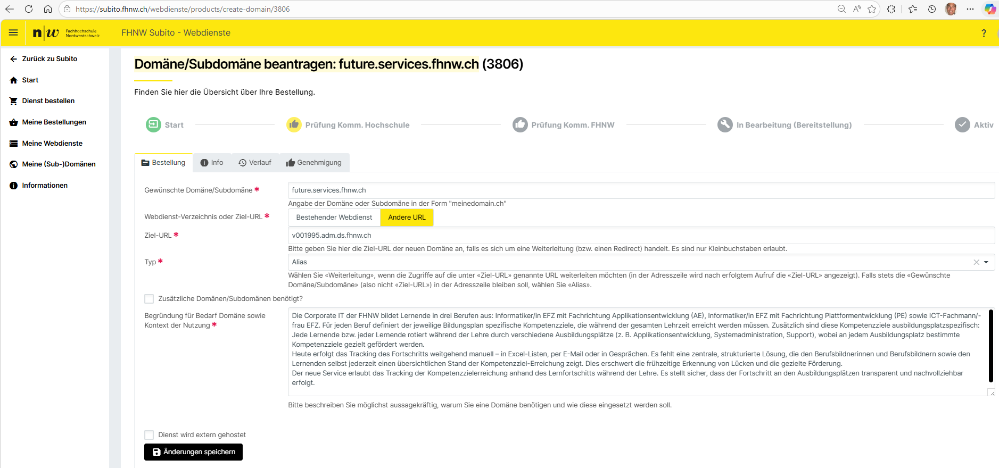 https://subito.fhnw.ch/webdienste/products/create-domain/3806
n|w Fachhochschule Nordwestschweiz
FHNW Subito - Webdienste
?
Zurück zu Subito
Start
Dienst bestellen
Meine Bestellungen
Meine Webdienste
Meine (Sub-)Domänen
Informationen
Domäne/Subdomäne beantragen: future.services.fhnw.ch (3806)
Finden Sie hier die Übersicht über Ihre Bestellung.
Start
Prüfung Komm. Hochschule
Prüfung Komm. FHNW
In Bearbeitung (Bereitstellung)
Aktiv
Bestellung Info Verlauf Genehmigung
Gewünschte Domäne/Subdomäne *
future.services.fhnw.ch
Angabe der Domäne oder Subdomäne in der Form "meinedomain.ch"
Webdienst-Verzeichnis oder Ziel-URL *
Bestehender Webdienst Andere URL
Ziel-URL *
v001995.adm.ds.fhnw.ch
Bitte geben Sie hier die Ziel-URL der neuen Domäne an, falls es sich um eine Weiterleitung (bzw. einen Redirect) handelt. Es sind nur Kleinbuchstaben erlaubt.
Typ *
Alias
Wählen Sie «Weiterleitung», wenn die Zugriffe auf die unter «Ziel-URL» genannte URL weiterleiten möchten (in der Adresszeile wird nach erfolgtem Aufruf die «Ziel-URL» angezeigt). Falls stets die «Gewünschte
Domäne/Subdomäne» (also nicht «Ziel-URL») in der Adresszeile bleiben soll, wählen Sie «Alias».
Zusätzliche Domänen/Subdomänen benötigt?
Begründung für Bedarf Domäne sowie
Kontext der Nutzung *
Die Corporate IT der FHNW bildet Lernende in drei Berufen aus: Informatiker/in EFZ mit Fachrichtung Applikationsentwicklung (AE), Informatiker/in EFZ mit Fachrichtung Plattformentwicklung (PE) sowie ICT-Fachmann/-
frau EFZ. Für jeden Beruf definiert der jeweilige Bildungsplan spezifische Kompetenzziele, die während der gesamten Lehrzeit erreicht werden müssen. Zusätzlich sind diese Kompetenzziele ausbildungsplatzspezifisch:
Jede Lernende bzw. jeder Lernende rotiert während der Lehre durch verschiedene Ausbildungsplätze (z. B. Applikationsentwicklung, Systemadministration, Support), wobei an jedem Ausbildungsplatz bestimmte
Kompetenzziele gezielt gefördert werden.
Heute erfolgt das Tracking des Fortschritts weitgehend manuell – in Excel-Listen, per E-Mail oder in Gesprächen. Es fehlt eine zentrale, strukturierte Lösung, die den Berufsbildnerinnen und Berufsbildnern sowie den
Lernenden selbst jederzeit einen übersichtlichen Stand der Kompetenzziel-Erreichung zeigt. Dies erschwert die frühzeitige Erkennung von Lücken und die gezielte Förderung.
Der neue Service erlaubt das Tracking der Kompetenzzielerreichung anhand des Lernfortschitts während der Lehre. Es stellt sicher, dass der Fortschritt an den Ausbildungsplätzen transparent und nachvollziehbar
erfolgt.
Bitte beschreiben Sie möglichst aussagekräftig, warum Sie eine Domäne benötigen und wie diese eingesetzt werden soll.
Dienst wird extern gehostet
Änderungen speichern